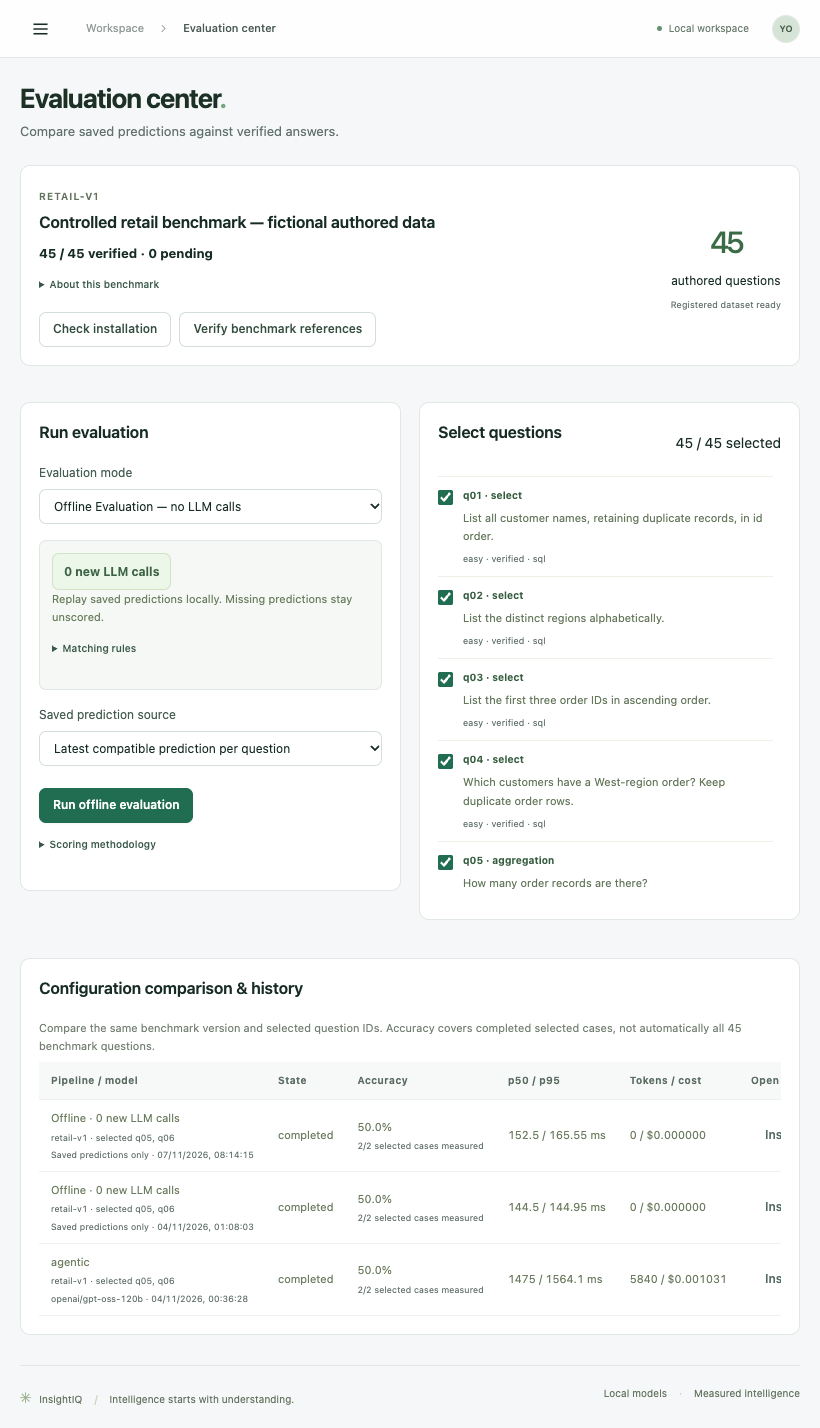 Workspace > Evaluation center
Local workspace
YO
Evaluation center.
Compare saved predictions against verified answers.
RETAIL-V1
Controlled retail benchmark — fictional authored data
45 / 45 verified · 0 pending
About this benchmark
Check installation
Verify benchmark references
45
authored questions
Registered dataset ready
Run evaluation
Evaluation mode
Offline Evaluation — no LLM calls
0 new LLM calls
Replay saved predictions locally. Missing predictions stay
unscored.
Matching rules
Saved prediction source
Latest compatible prediction per question
Run offline evaluation
Scoring methodology
Select questions
45 / 45 selected
q01 · select
List all customer names, retaining duplicate records, in id
order.
easy · verified · sql
q02 · select
List the distinct regions alphabetically.
easy · verified · sql
q03 · select
List the first three order IDs in ascending order.
easy · verified · sql
q04 · select
Which customers have a West-region order? Keep
duplicate order rows.
easy · verified · sql
q05 · aggregation
How many order records are there?
Configuration comparison & history
Compare the same benchmark version and selected question IDs. Accuracy covers completed selected cases, not automatically all 45
benchmark questions.
Pipeline / model State Accuracy p50 / p95 Tokens / cost Open
Offline · 0 new LLM calls
retail-v1 · selected q05, q06
Saved predictions only · 07/11/2026, 08:14:15
completed
50.0%
2/2 selected cases measured
152.5 / 165.55 ms
0 / $0.000000
Ins
Offline · 0 new LLM calls
retail-v1 · selected q05, q06
Saved predictions only · 04/11/2026, 01:08:03
completed
50.0%
2/2 selected cases measured
144.5 / 144.95 ms
0 / $0.000000
Ins
agentic
retail-v1 · selected q05, q06
openai/gpt-oss-120b · 04/11/2026, 00:36:28
completed
50.0%
2/2 selected cases measured
1475 / 1564.1 ms
5840 / $0.001031
Ins
InsightIQ / Intelligence starts with understanding.
Local models · Measured intelligence